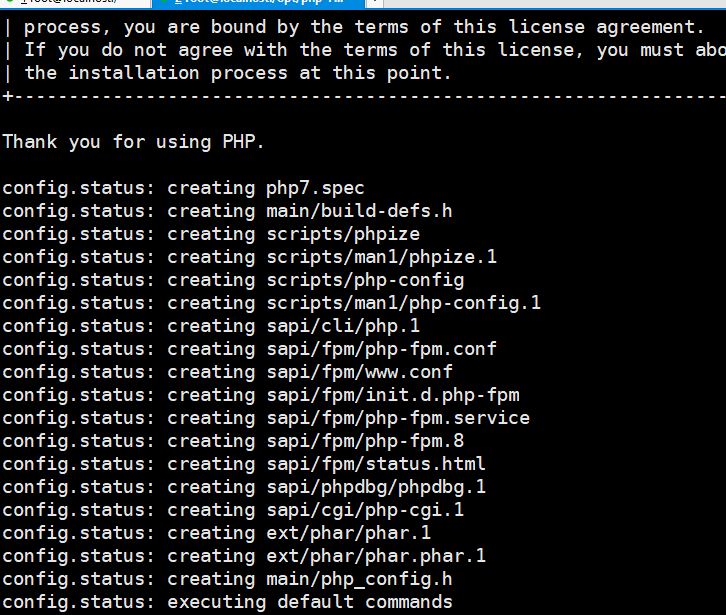 | process, you are bound by the terms of this license agreement.
| If you do not agree with the terms of this license, you must abo
| the installation process at this point.
+-----------------------------------------------------------------
Thank you for using PHP.
config.status: creating php7.spec
config.status: creating main/build-defs.h
config.status: creating scripts/phpize
config.status: creating scripts/man1/phpize.1
config.status: creating scripts/php-config
config.status: creating scripts/man1/php-config.1
config.status: creating sapi/cli/php.1
config.status: creating sapi/fpm/php-fpm.conf
config.status: creating sapi/fpm/www.conf
config.status: creating sapi/fpm/init.d.php-fpm
config.status: creating sapi/fpm/php-fpm.service
config.status: creating sapi/fpm/php-fpm.8
config.status: creating sapi/fpm/status.html
config.status: creating sapi/phpdbg/phpdbg.1
config.status: creating sapi/cgi/php-cgi.1
config.status: creating ext/phar/phar.1
config.status: creating ext/phar/phar.phar.1
config.status: creating main/php_config.h
config.status: executing default commands